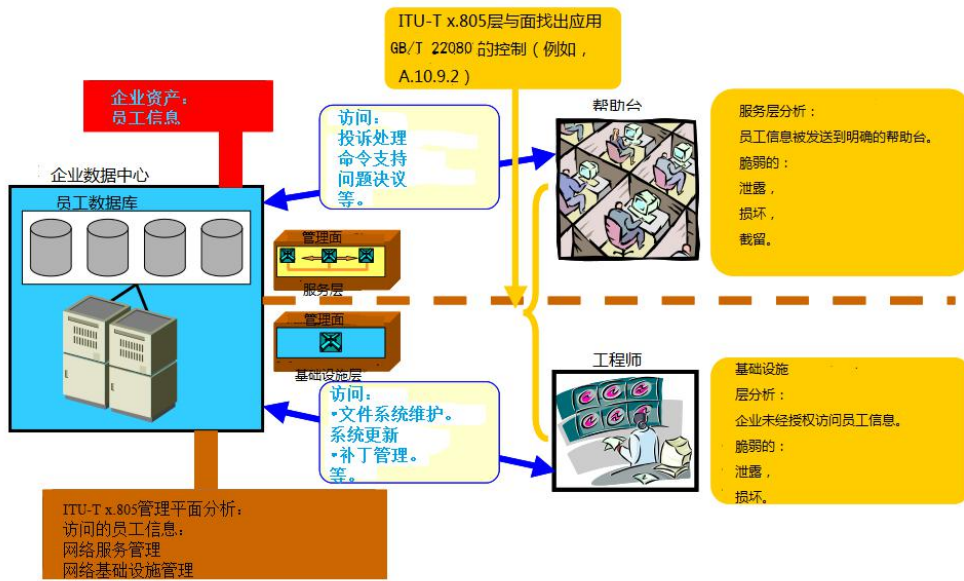 ITU-T x.805层与面找出应用
GB/T 22080 的控制（例如，
A.10.9.2）
企业资产：
员工信息
访问：
投诉处理
命令支持
问题决议
等。
帮助台
服务层分析：
员工信息被发送到明确的帮助台。
脆弱的：
泄露，
损坏，
截留。
企业数据中心
员工数据库
管理面
服务层
管理面
基础设施层
访问：
•文件系统维护。
系统更新
•补丁管理。
等。
工程师
基础设施
层分析：
企业未经授权访问员工信息。
脆弱的：
泄露，
损坏。
ITU-T x.805管理平面分析：
访问的员工信息：
网络服务管理
网络基础设施管理